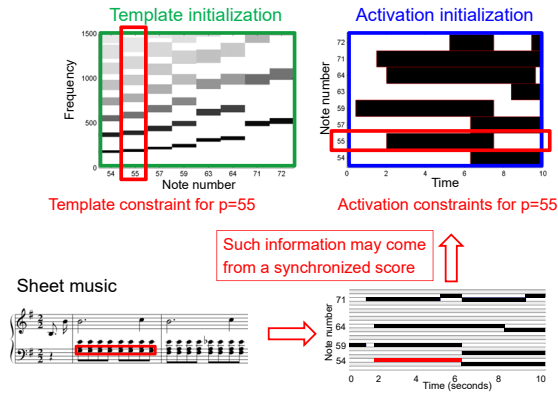 Template initialization
Activation initialization
Frequency
1500
1000
500
0
54 55 57 59 63 64 71 72
Note number
Note number
72
71
64
63
59
57
55
54
0 2 4 6 8 10
Time
Template constraint for p=55
Activation constraints for p=55
Such information may come
from a synchronized score
Sheet music
Note number
71
64
59
54
0 2 4 6 8 10
Time (seconds)